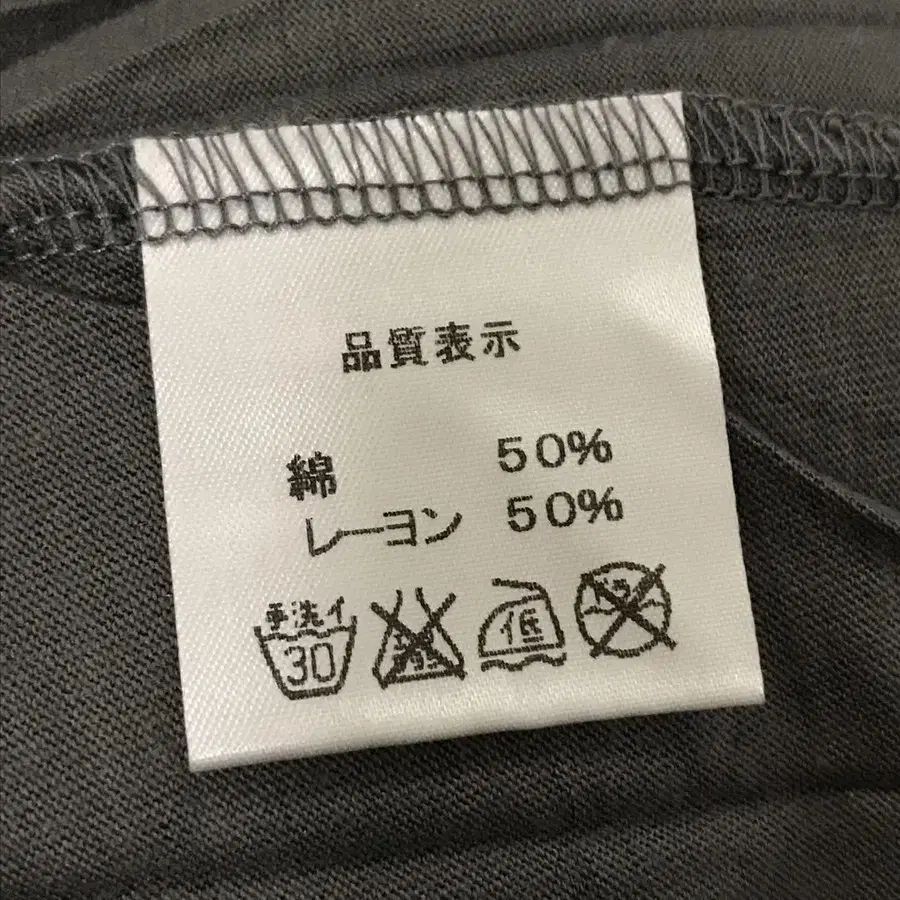 品質表示
綿 50%
レーヨン 50%
手洗イ 30 低